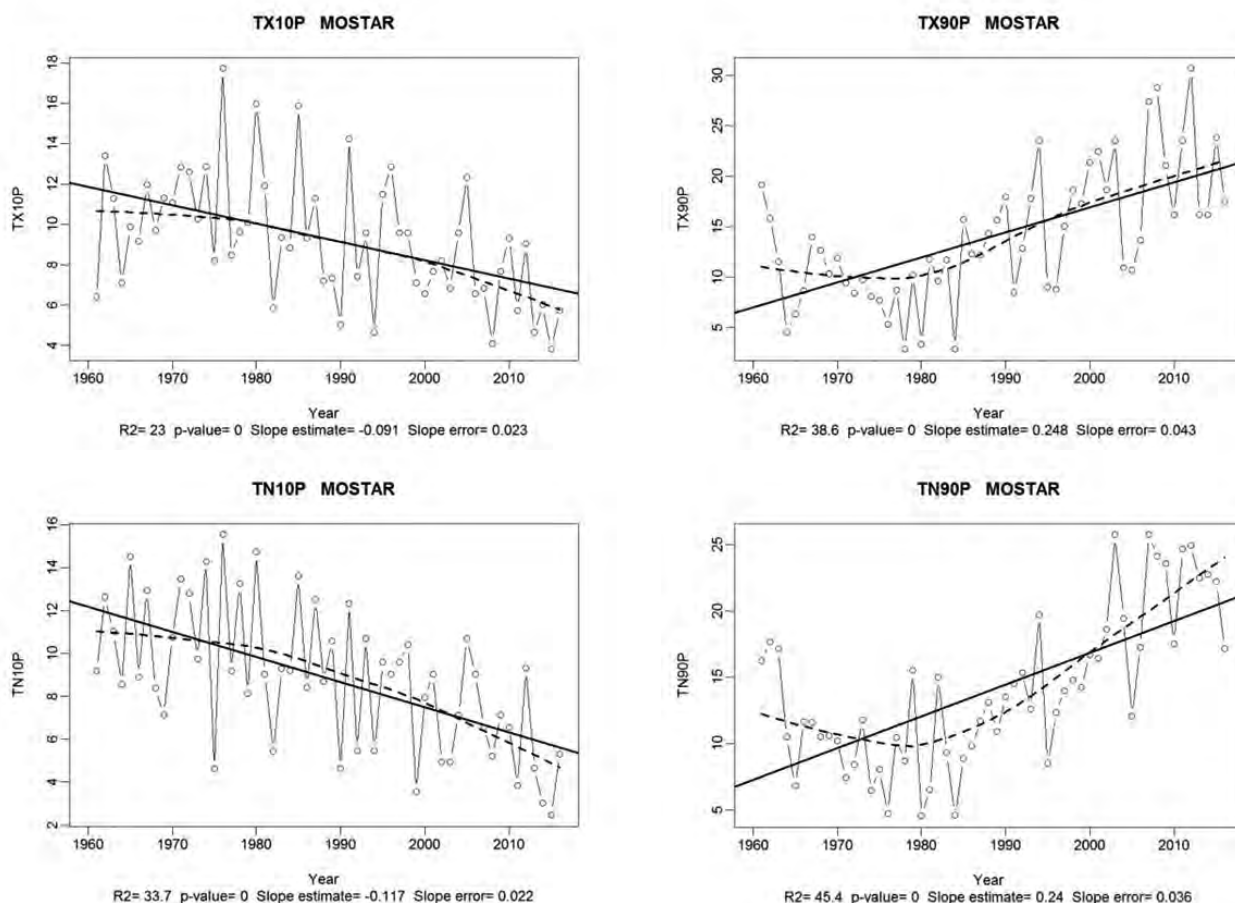 TX10P MOSTAR
TX10P
18
16
14
12
10
8
6
4
1960 1970 1980 1990 2000 2010
Year
R2= 23 p-value= 0 Slope estimate= -0.091 Slope error= 0.023
TX90P MOSTAR
TX90P
30
25
20
15
10
5
1960 1970 1980 1990 2000 2010
Year
R2= 38.6 p-value= 0 Slope estimate= 0.248 Slope error= 0.043
TN10P MOSTAR
TN10P
16
14
12
10
8
6
4
2
1960 1970 1980 1990 2000 2010
Year
R2= 33.7 p-value= 0 Slope estimate= -0.117 Slope error= 0.022
TN90P MOSTAR
TN90P
25
20
15
10
5
1960 1970 1980 1990 2000 2010
Year
R2= 45.4 p-value= 0 Slope estimate= 0.24 Slope error= 0.036